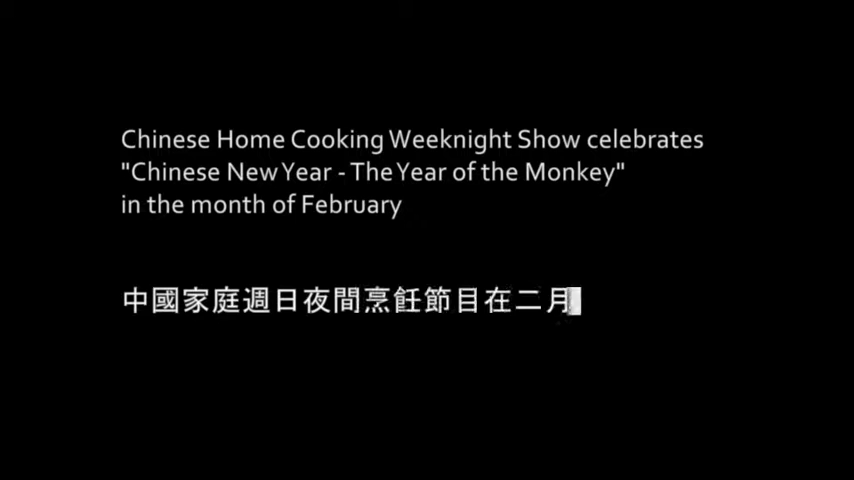 Chinese Home Cooking Weeknight Show celebrates
"Chinese New Year - The Year of the Monkey"
in the month of February
中國家庭週日夜間烹飪節目在二月